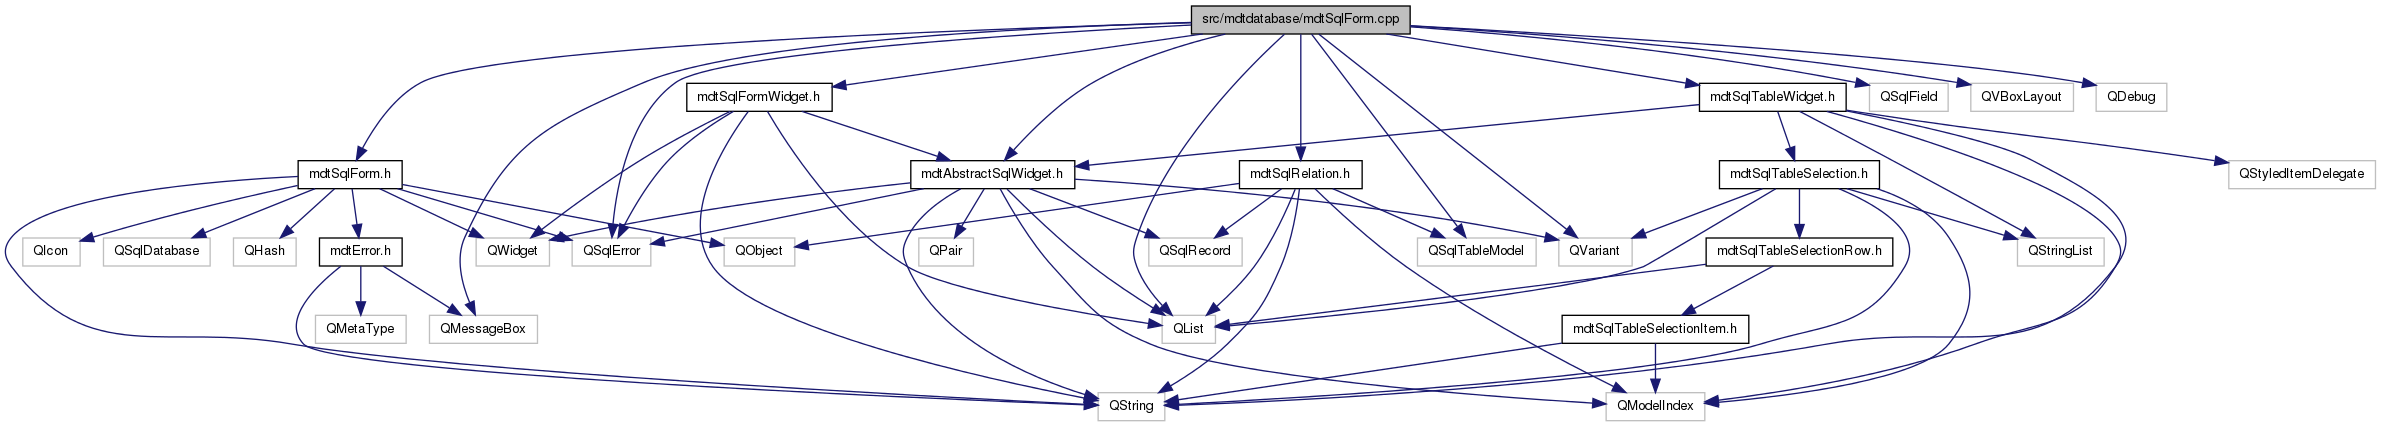 src/mdtdatabase/mdtSqlForm.cpp
mdtSqlFormWidget.h
mdtSqlTableWidget.h
QSqlField
QVBoxLayout
QDebug
mdtSqlForm.h
mdtAbstractSqlWidget.h
mdtSqlRelation.h
mdtSqlTableSelection.h
QStyledItemDelegate
QIcon
QSqlDatabase
QHash
mdtError.h
QWidget
QSqlError
QObject
QPair
QSqlRecord
QSqlTableModel
QVariant
mdtSqlTableSelectionRow.h
QStringList
QMetaType
QMessageBox
QList
mdtSqlTableSelectionItem.h
QString
QModelIndex